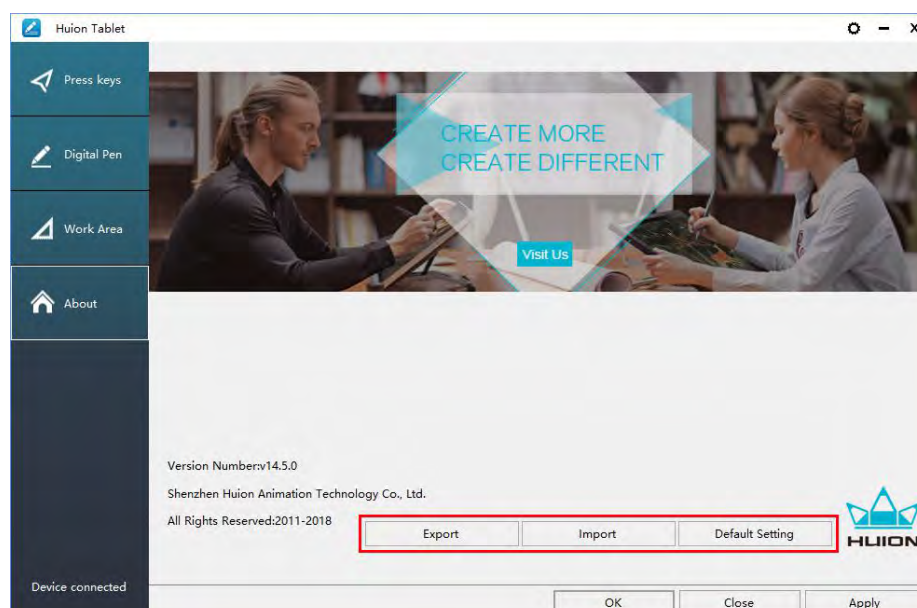 Huion Tablet
Press keys
Digital Pen
Work Area
About
CREATE MORE
CREATE DIFFERENT
Visit Us
Version Number:v14.5.0
Shenzhen Huion Animation Technology Co., Ltd.
All Rights Reserved:2011-2018
Export Import Default Setting
HUION
Device connected
OK Close Apply